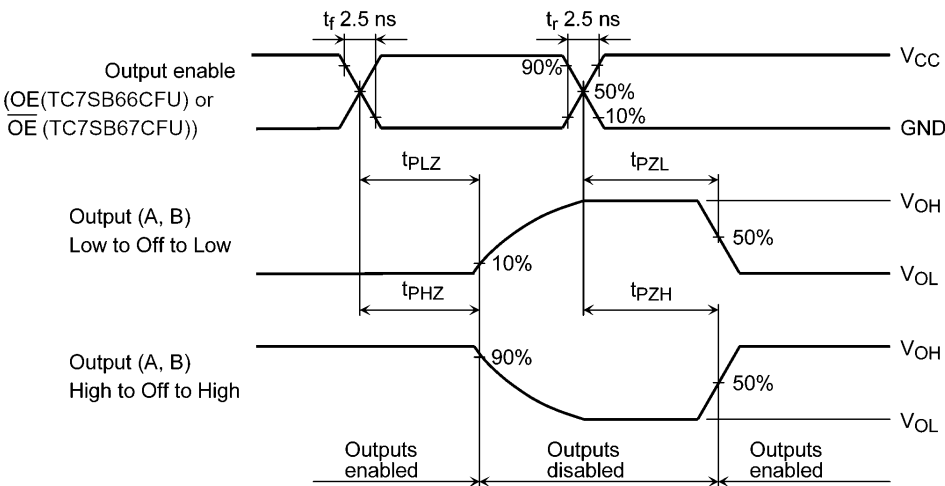 tf 2.5 ns
tr 2.5 ns
Output enable
(OE(TC7SB66CFU) or
OE (TC7SB67CFU))
90%
50%
10%
VCC
GND
tPLZ
tPZL
Output (A, B)
Low to Off to Low
10%
50%
VOH
VOL
tPHZ
tPZH
Output (A, B)
High to Off to High
90%
50%
VOH
VOL
Outputs
enabled
Outputs
disabled
Outputs
enabled